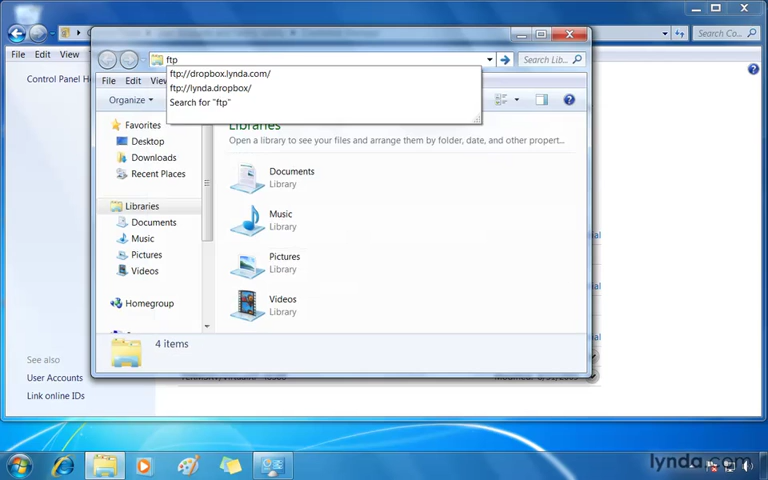 File
Edit
Vi
Search Co...
ftp
Search Lib...
ftp://dropbox.lynda.com/
ftp://lynda.dropbox/
Search for "ftp"
File
Edit
Organize
Control Panel H
Libraries
Open a library to see your files and arrange them by folder, date, and other propert...
Favorites
Desktop
Downloads
Recent Places
Libraries
Documents
Music
Pictures
Videos
Homegroup
Documents
Library
Music
Library
Pictures
Library
Videos
Library
4 items
See also
User Accounts
Link online IDs
lynda.com